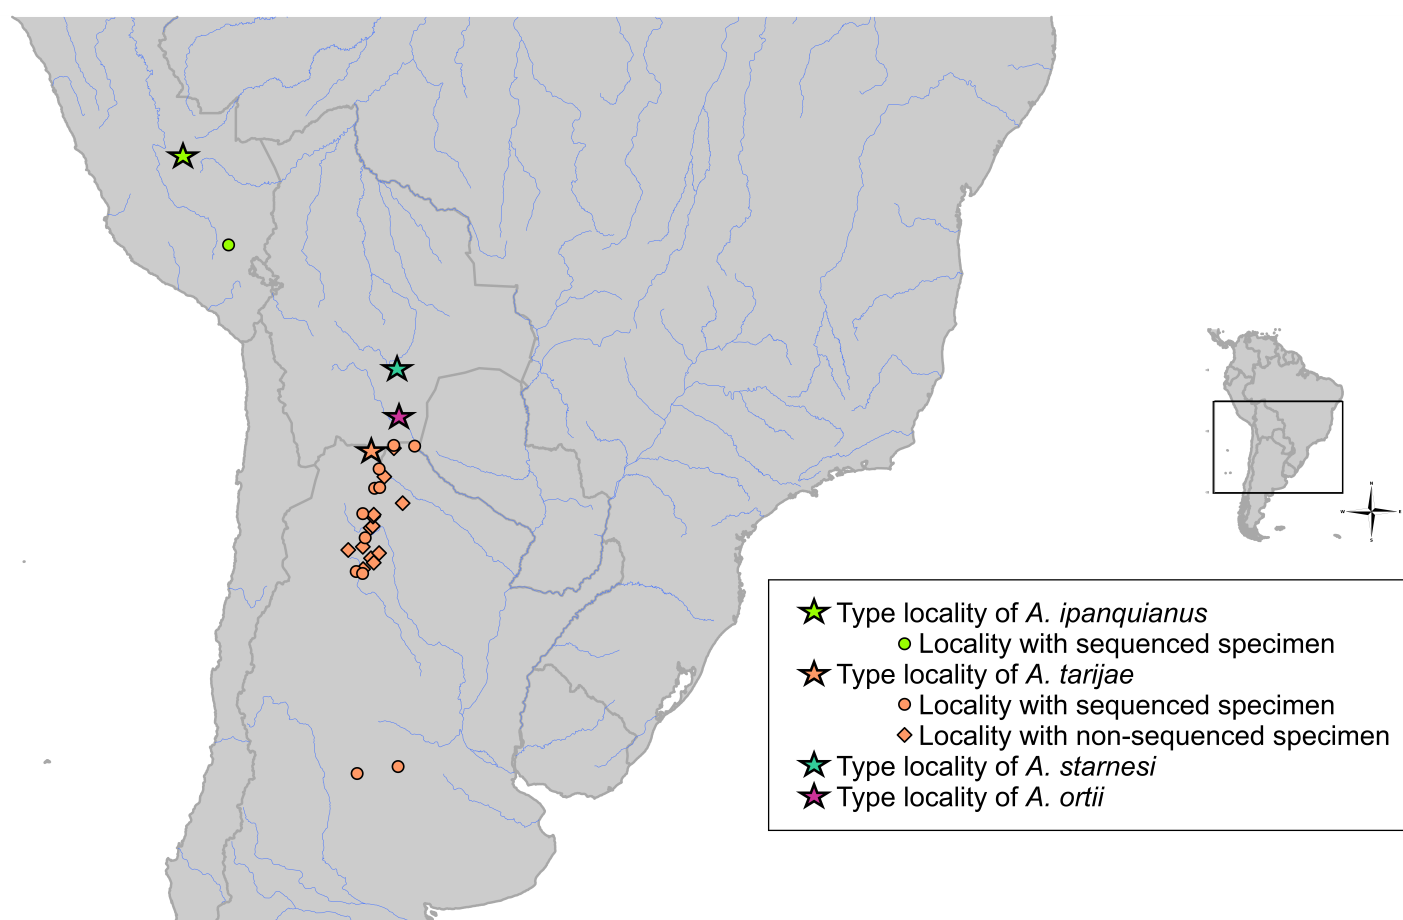 Type locality of A. ipanquianus
Locality with sequenced specimen
Type locality of A. tarijae
Locality with sequenced specimen
Locality with non-sequenced specimen
Type locality of A. starnesi
Type locality of A. ortii
N
W
E
S